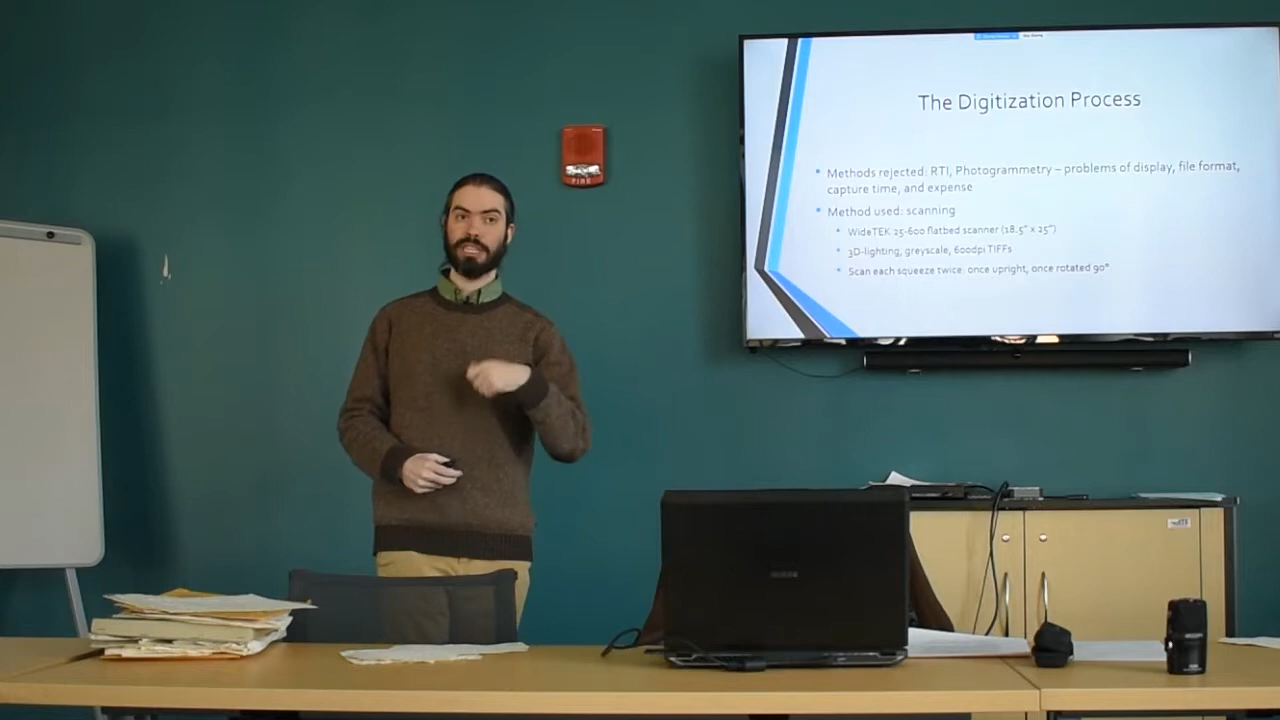 The Digitization Process
• Methods rejected: RTI, Photogrammetry – problems of display, file format,
capture time, and expense
• Method used: scanning
• WideTEK 25-600 flatbed scanner (18.5" x 25")
• 3D-lighting, greyscale, 600dpi TIFFs
• Scan each squeeze twice: once upright, once rotated 90°
FIRE